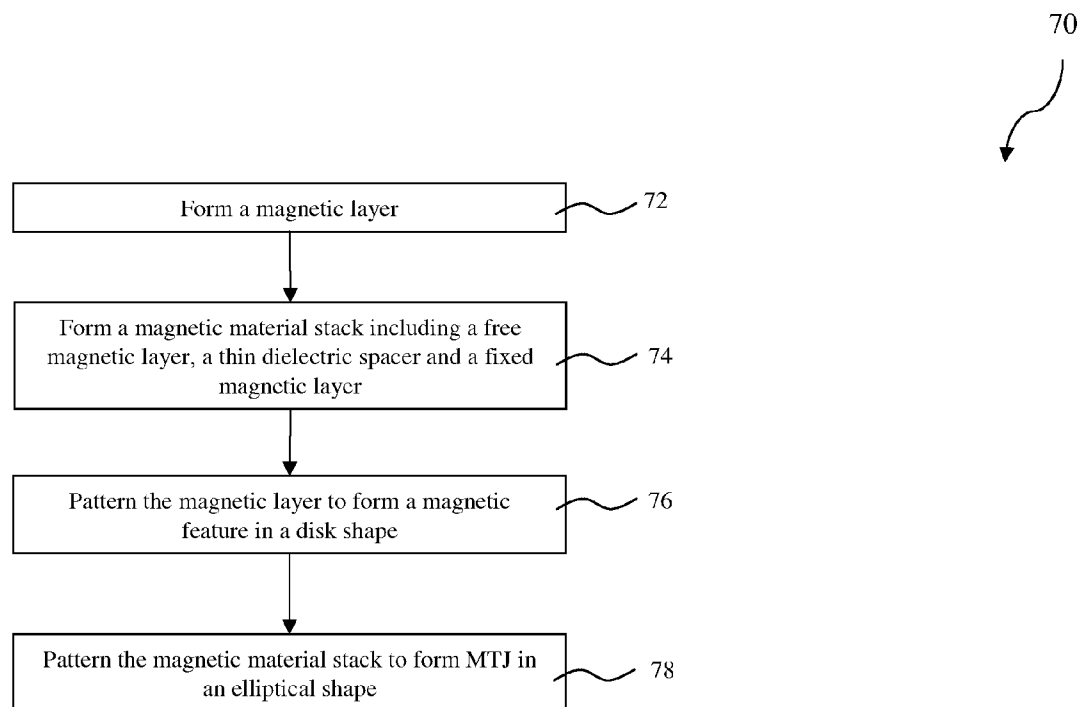 70
Form a magnetic layer
72
Form a magnetic material stack including a free
magnetic layer, a thin dielectric spacer and a fixed
magnetic layer
74
Pattern the magnetic layer to form a magnetic
feature in a disk shape
76
Pattern the magnetic material stack to form MTJ in
an elliptical shape
78